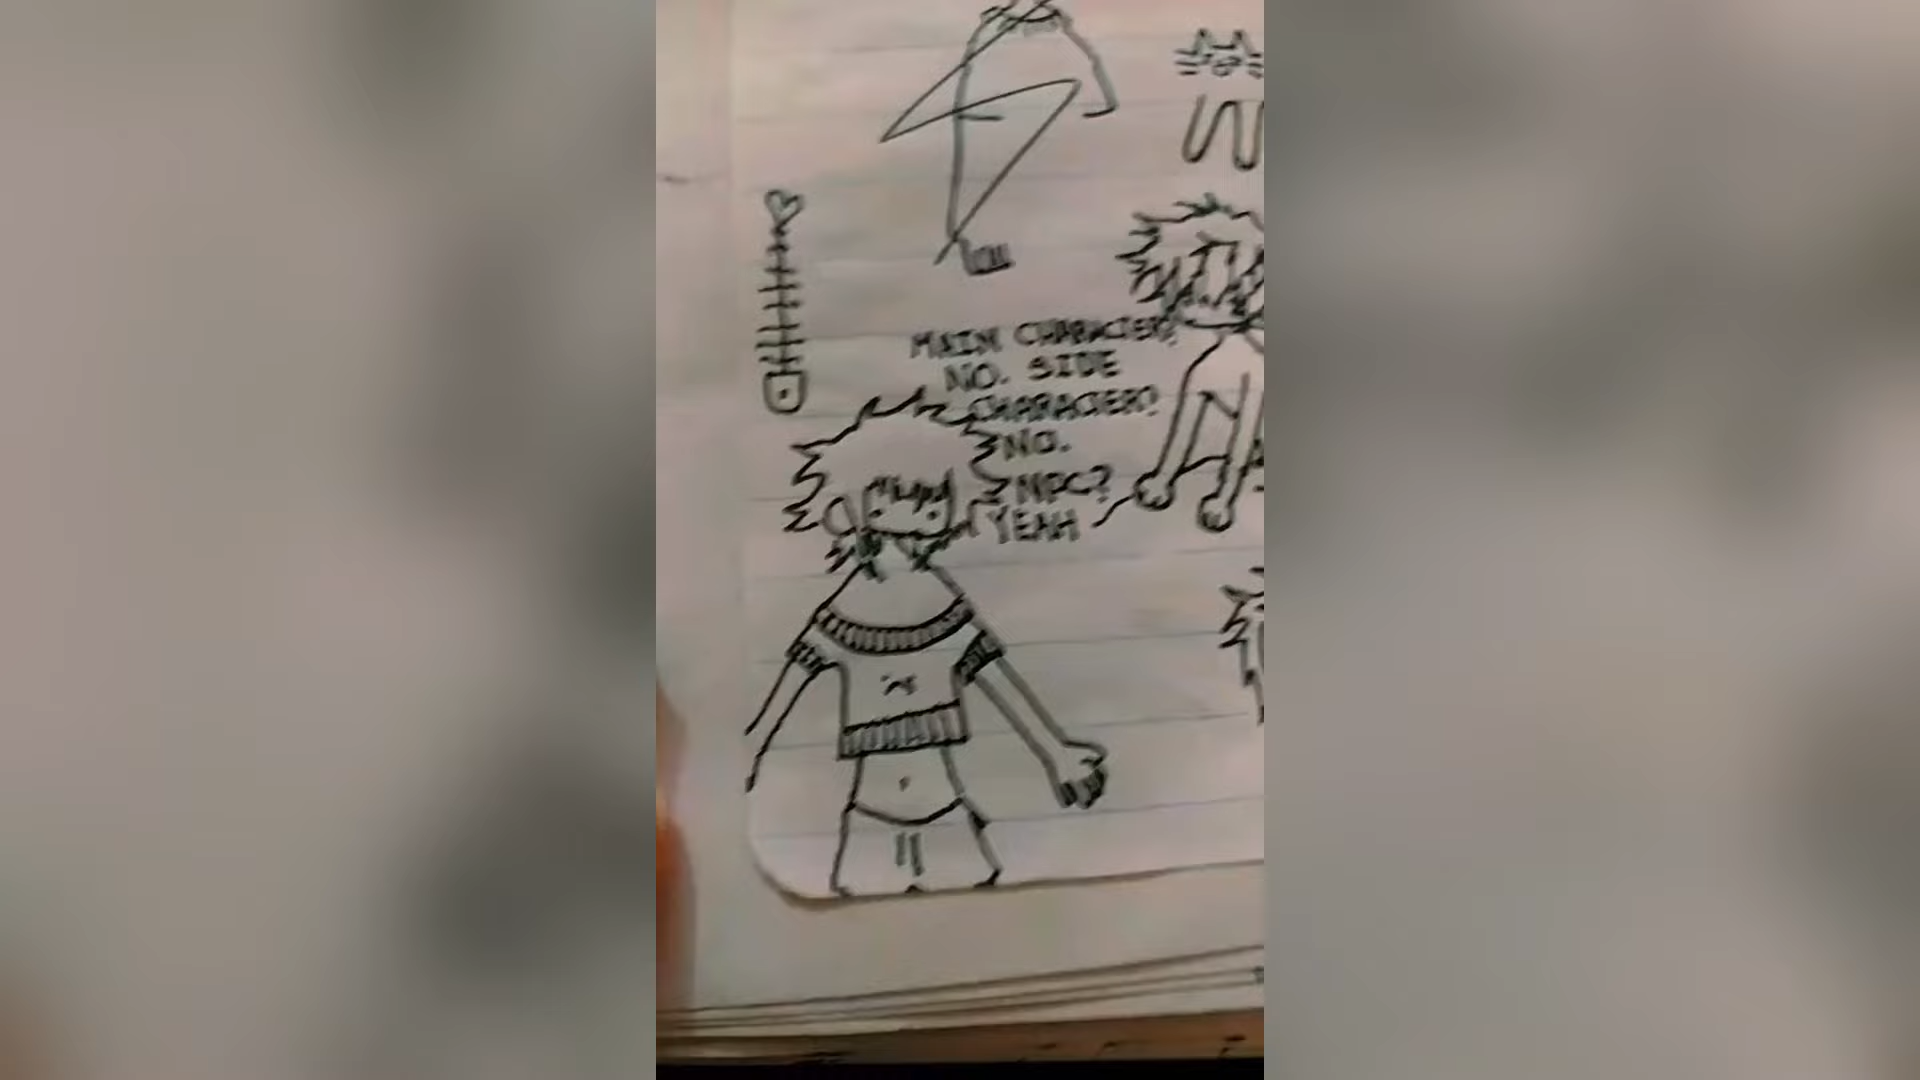 MAIN CHARACTER?
NO. SIDE
CHARACTER?
NO.
NPC?
YEAH